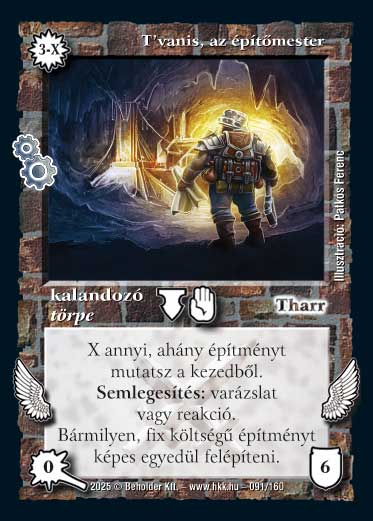 T'vanis, az építőmester
3-X
Illusztráció: Patkós Ferenc
kalandozó
törpe
Tharr
X annyi, ahány építményt
mutatsz a kezedből.
Semlegesítés: varázslat
vagy reakció.
Bármilyen, fix költségű építményt
képes egyedül felépíteni.
0
6
2025 © Beholder Kft. – www.hkk.hu – 091/160